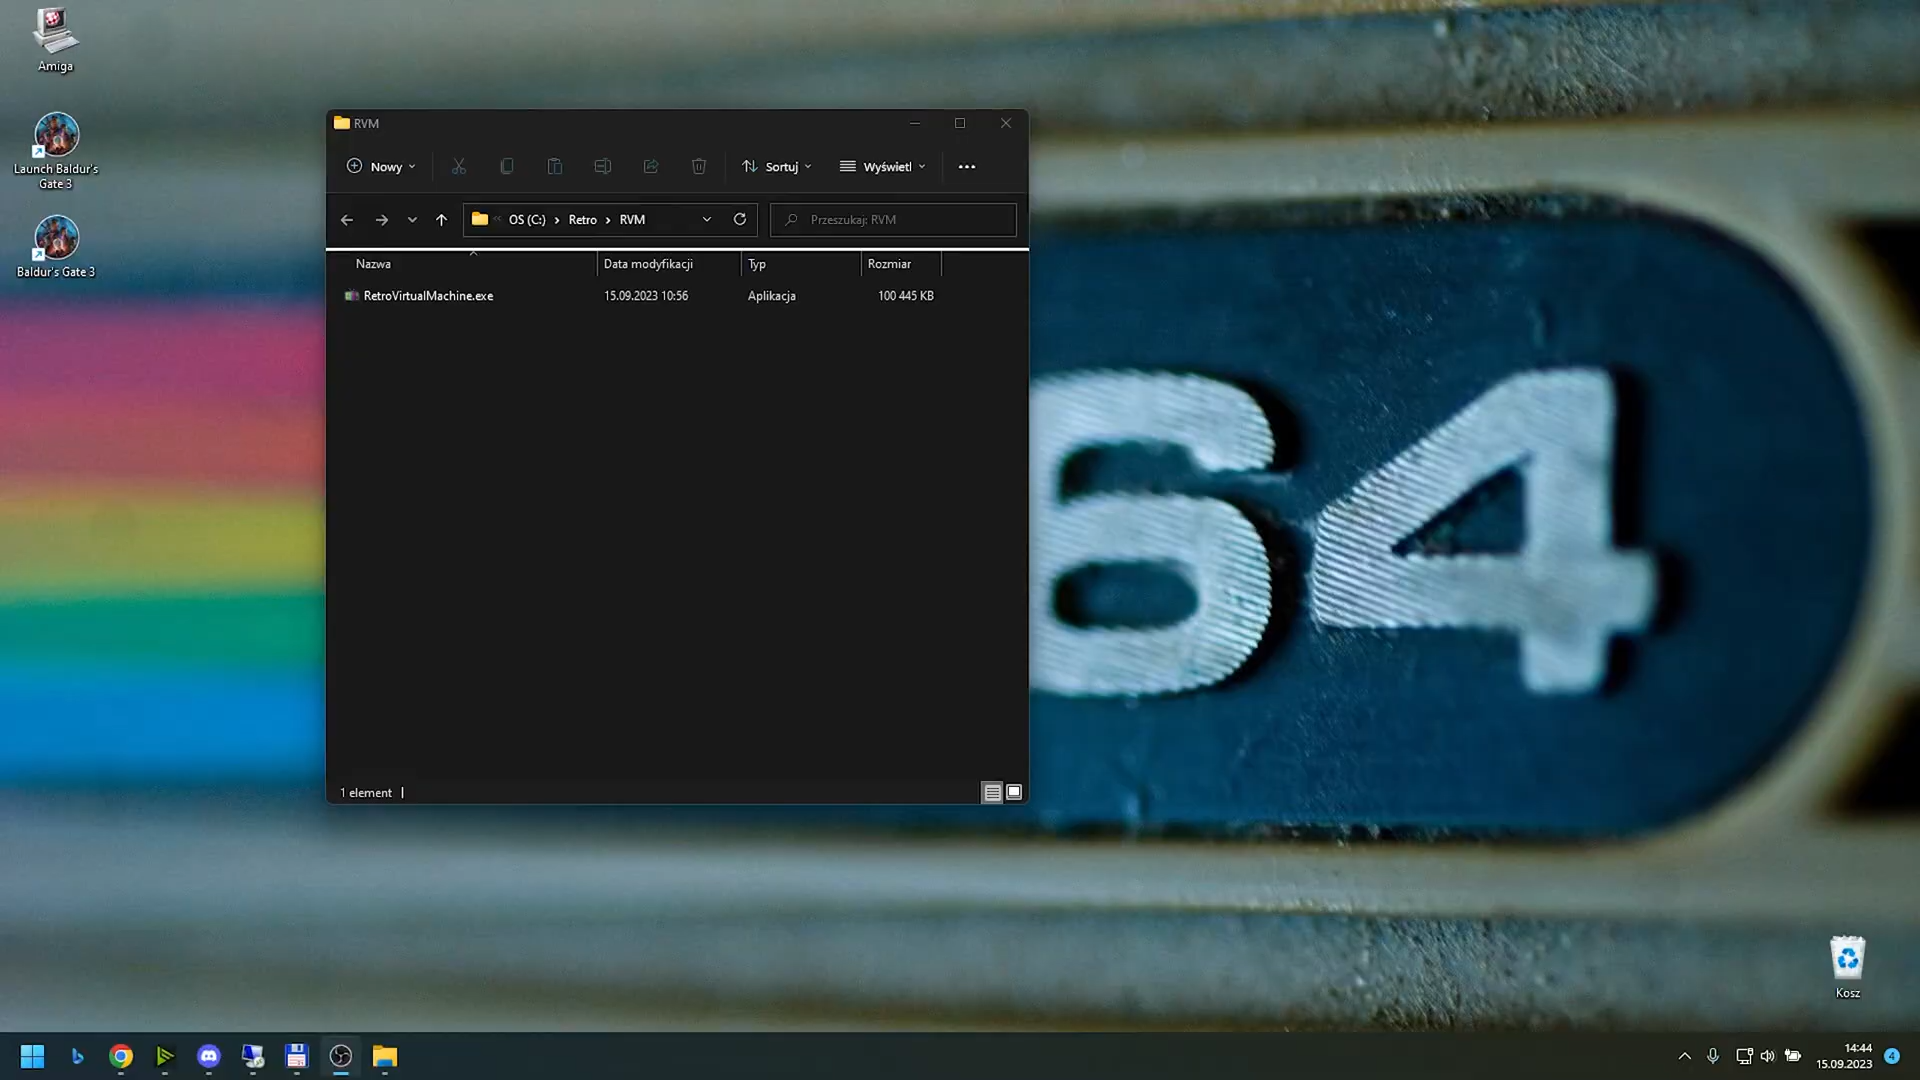 Amiga
Launch Baldur's
Gate 3
Baldur's Gate 3
RVM
Nowy
Sortuj
Wyświetl
OS (C:) > Retro > RVM
Przeszukaj: RVM
Nazwa Data modyfikacji Typ Rozmiar
RetroVirtualMachine.exe 15.09.2023 10:56 Aplikacja 100 445 KB
1 element
64
Kosz
14:44
15.09.2023
4